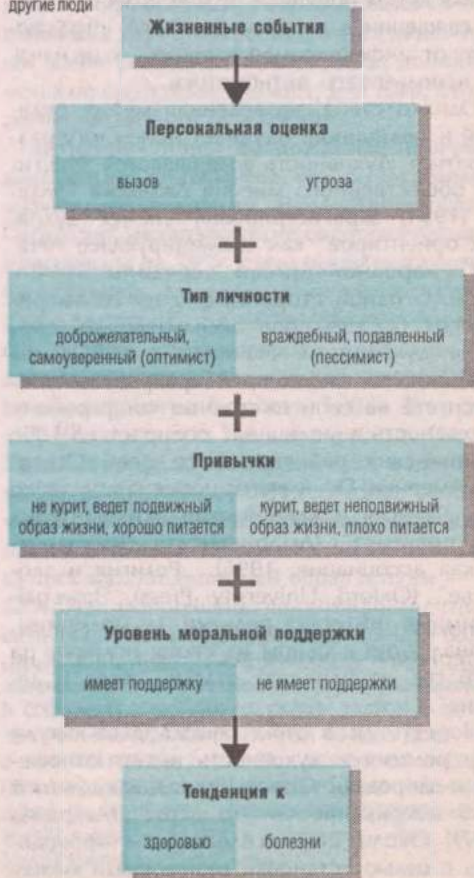 другие люди
Жизненные события
Персональная оценка
вызов
угроза
+
Тип личности
доброжелательный,
самоуверенный (оптимист)
враждебный, подавленный
(пессимист)
+
Привычки
не курит, ведет подвижный
образ жизни, хорошо питается
курит, ведет неподвижный
образ жизни, плохо питается
+
Уровень моральной поддержки
имеет поддержку
не имеет поддержки
Тенденция к
здоровью
болезни